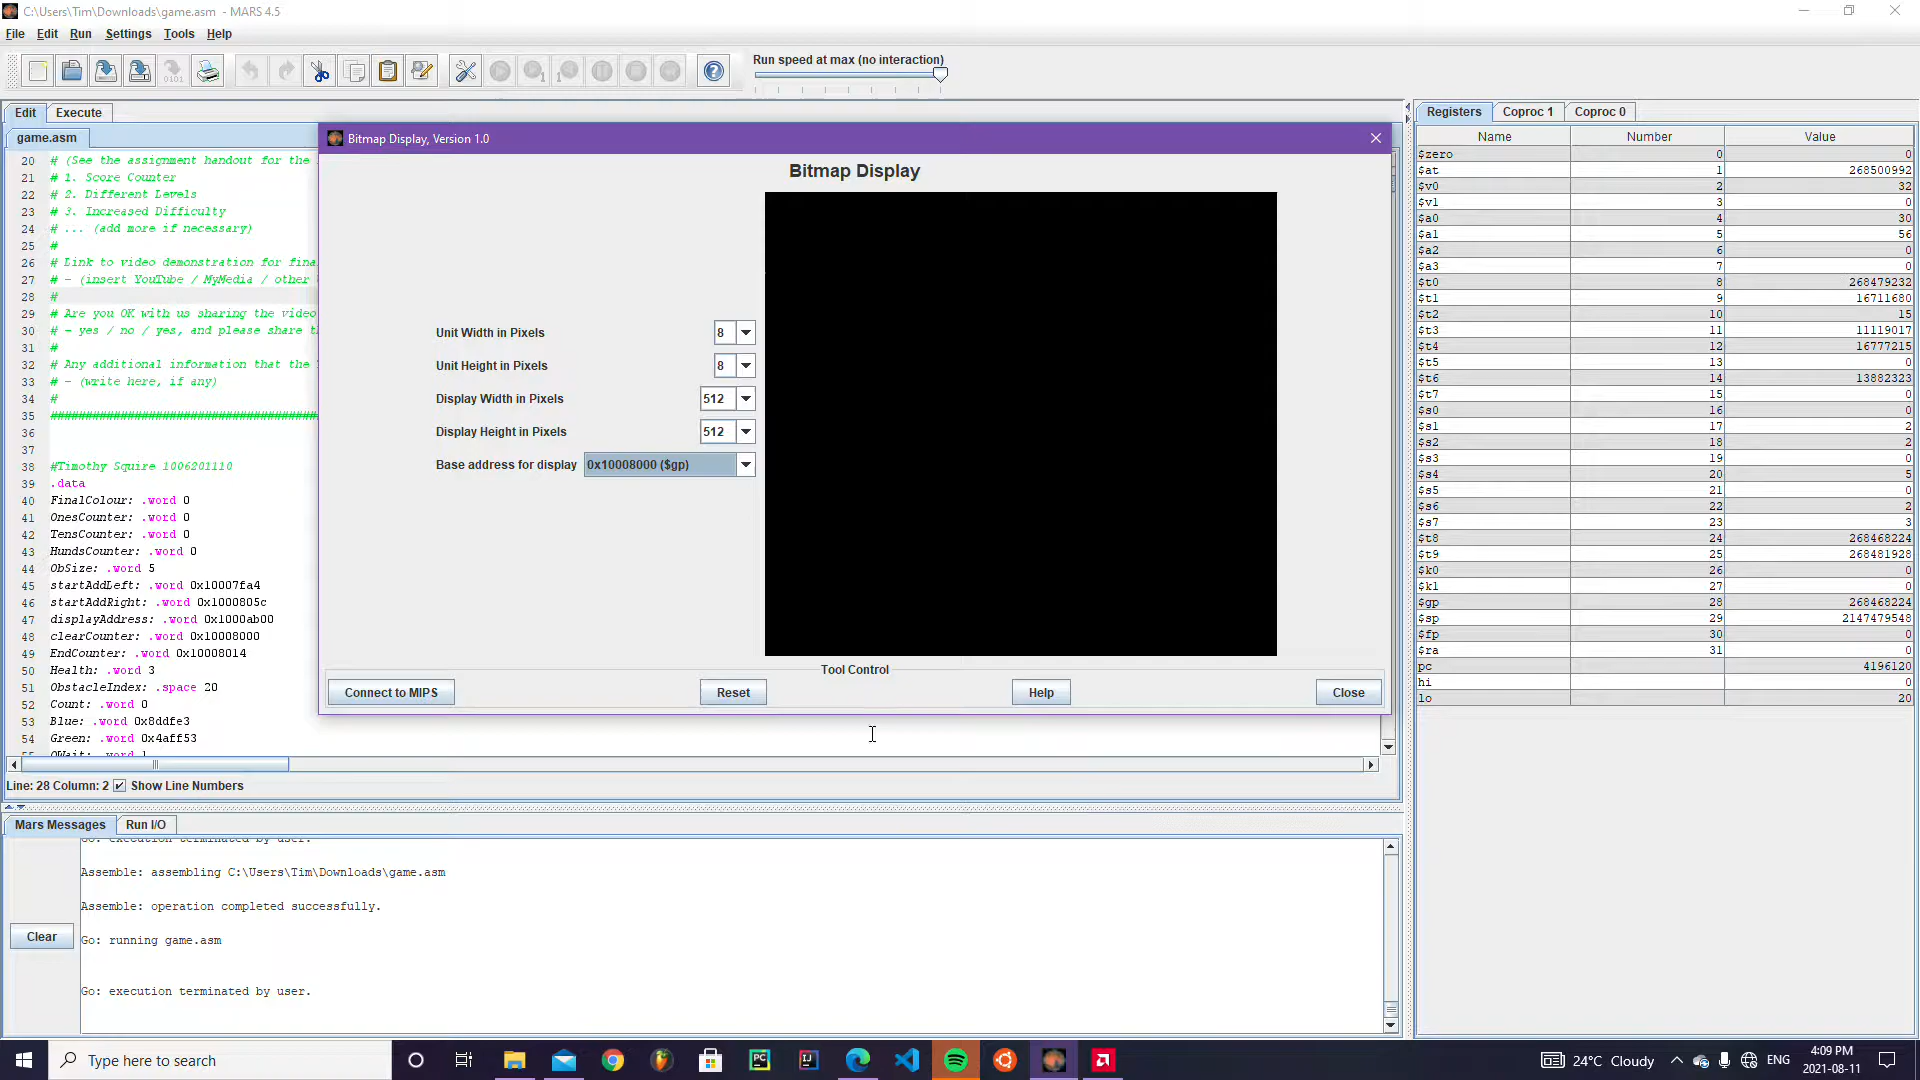 C:\Users\Tim\Downloads\game.asm - MARS 4.5
File Edit Run Settings Tools Help
Run speed at max (no interaction)
Edit Execute
game.asm
20 # (See the assignment handout for the
21 # 1. Score Counter
22 # 2. Different Levels
23 # 3. Increased Difficulty
24 # ... (add more if necessary)
25 #
26 # Link to video demonstration for fina
27 # - (insert YouTube / MyMedia / other
28 #
29 # Are you OK with us sharing the video
30 # - yes / no / yes, and please share t
31 #
32 # Any additional information that the
33 # - (write here, if any)
34 #
35 ######################################
36
37
38 #Timothy Squire 1006201110
39 .data
40 FinalColour: .word 0
41 OnesCounter: .word 0
42 TensCounter: .word 0
43 HundsCounter: .word 0
44 ObSize: .word 5
45 startAddLeft: .word 0x10007fa4
46 startAddRight: .word 0x1000805c
47 displayAddress: .word 0x1000ab00
48 clearCounter: .word 0x10008000
49 EndCounter: .word 0x10008014
50 Health: .word 3
51 ObstacleIndex: .space 20
52 Count: .word 0
53 Blue: .word 0x8ddfe3
54 Green: .word 0x4aff53
Bitmap Display, Version 1.0
Bitmap Display
Unit Width in Pixels 8
Unit Height in Pixels 8
Display Width in Pixels 512
Display Height in Pixels 512
Base address for display 0x10008000 ($gp)
Tool Control
Connect to MIPS Reset Help Close
Line: 28 Column: 2 Show Line Numbers
Mars Messages Run I/O
Go: execution terminated by user.
Assemble: assembling C:\Users\Tim\Downloads\game.asm
Assemble: operation completed successfully.
Go: running game.asm
Go: execution terminated by user.
Clear
Registers Coproc 1 Coproc 0
Name Number Value
$zero 0 0
$at 1 268500992
$v0 2 32
$v1 3 0
$a0 4 30
$a1 5 56
$a2 6 0
$a3 7 0
$t0 8 268479232
$t1 9 16711680
$t2 10 15
$t3 11 11119017
$t4 12 16777215
$t5 13 0
$t6 14 13882323
$t7 15 0
$s0 16 0
$s1 17 2
$s2 18 2
$s3 19 0
$s4 20 5
$s5 21 0
$s6 22 2
$s7 23 3
$t8 24 268468224
$t9 25 268481928
$k0 26 0
$k1 27 0
$gp 28 268468224
$sp 29 2147479548
$fp 30 0
$ra 31 0
pc 4196120
hi 0
lo 20
Type here to search
24°C Cloudy
ENG
4:09 PM
2021-08-11